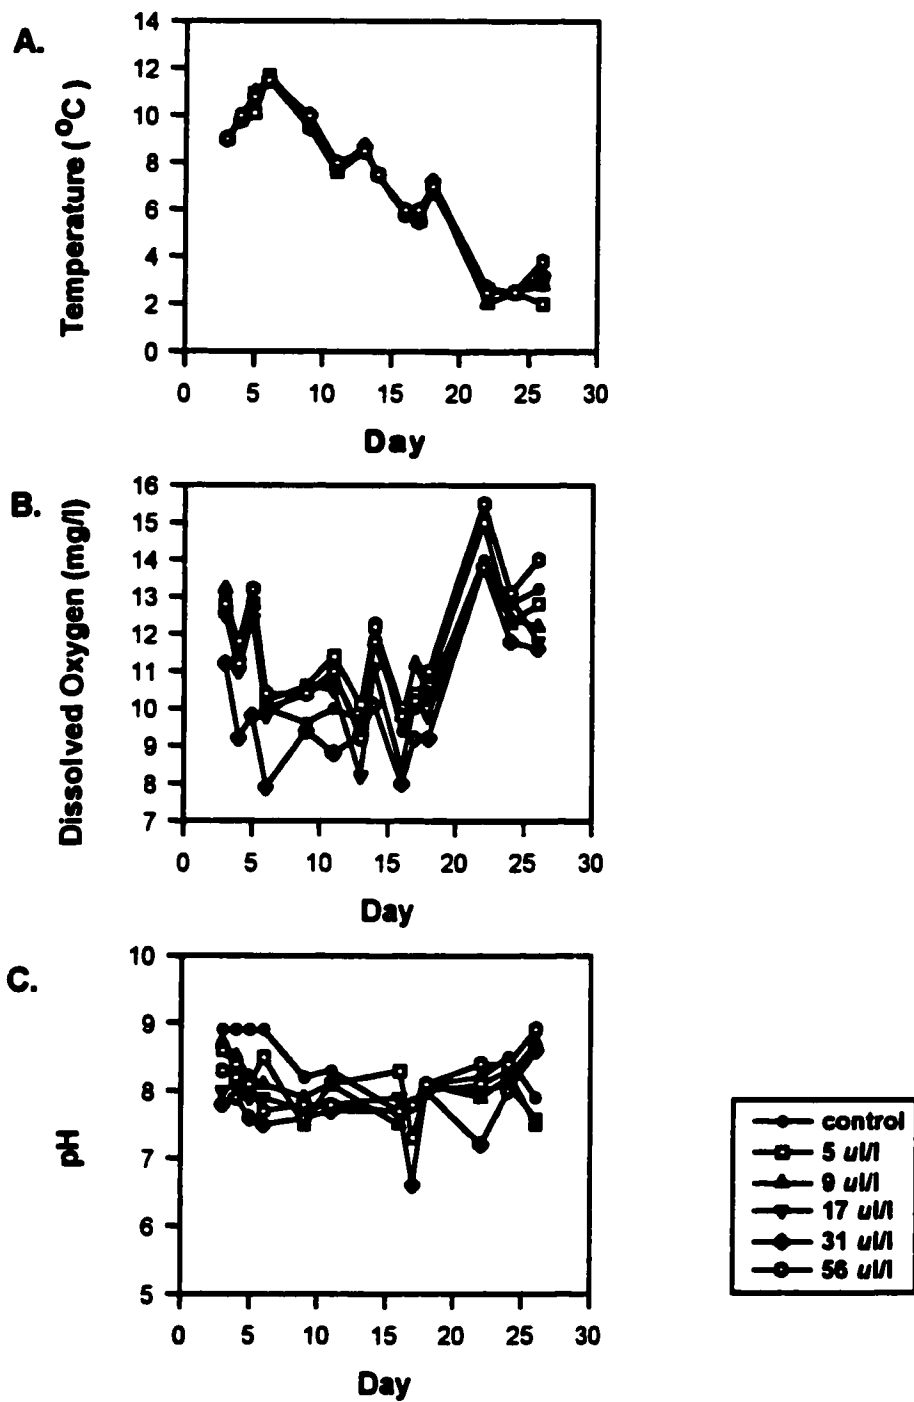 A.
Temperature (°C)
14
12
10
8
6
4
2
0
0 5 10 15 20 25 30
Day
B.
Dissolved Oxygen (mg/l)
16
15
14
13
12
11
10
9
8
7
0 5 10 15 20 25 30
Day
C.
pH
10
9
8
7
6
5
0 5 10 15 20 25 30
Day
control
5 ul/l
9 ul/l
17 ul/l
31 ul/l
56 ul/l